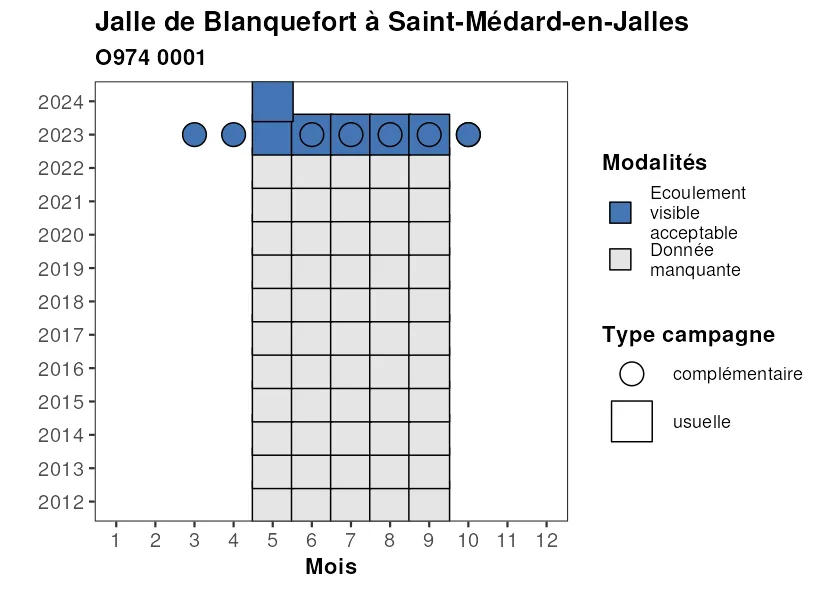 Jalle de Blanquefort à Saint-Médard-en-Jalles
O974 0001
2024
2023
2022
2021
2020
2019
2018
2017
2016
2015
2014
2013
2012
1 2 3 4 5 6 7 8 9 10 11 12
Mois
Modalités
Ecoulement
visible
acceptable
Donnée
manquante
Type campagne
complémentaire
usuelle